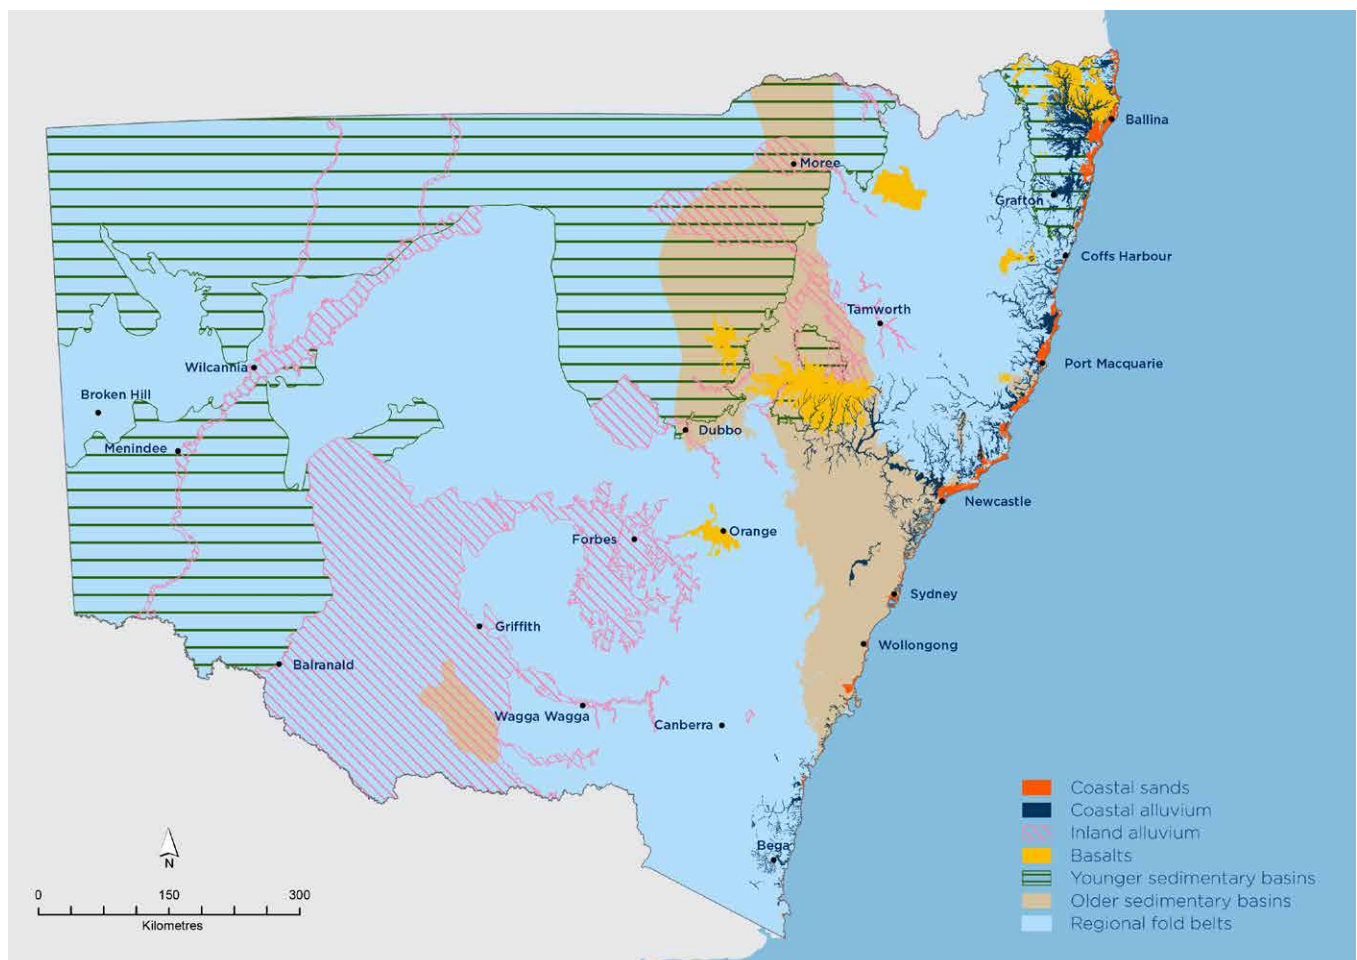 Ballina
Moree
Grafton
Coffs Harbour
Tamworth
Port Macquarie
Wilcannia
Broken Hill
Dubbo
Menindee
Newcastle
Orange
Forbes
Sydney
Griffith
Wollongong
Balranald
Wagga Wagga
Canberra
Coastal sands
Coastal alluvium
Inland alluvium
Bega
Basalts
N
Younger sedimentary basins
0 150 300
Older sedimentary basins
Kilometres
Regional fold belts